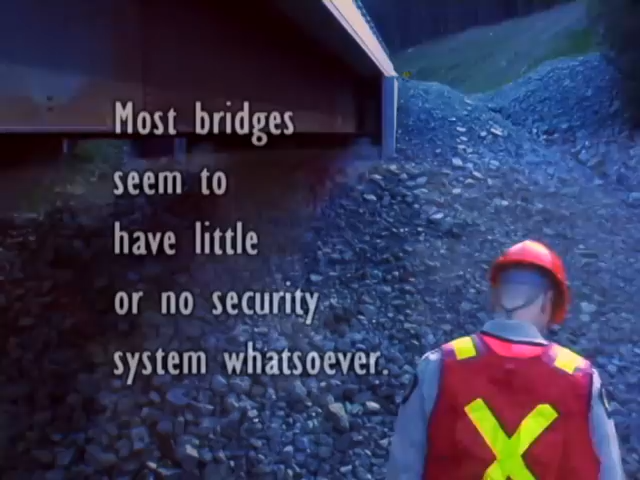 Most bridges
seem to
have little
or no security
system whatsoever.